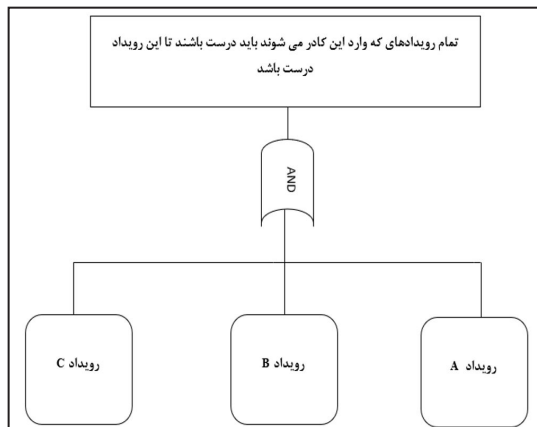 تمام رویدادهای که وارد این کادر می شوند باید درست باشند تا این رویداد
درست باشد
AND
رویداد A
رویداد B
رویداد C